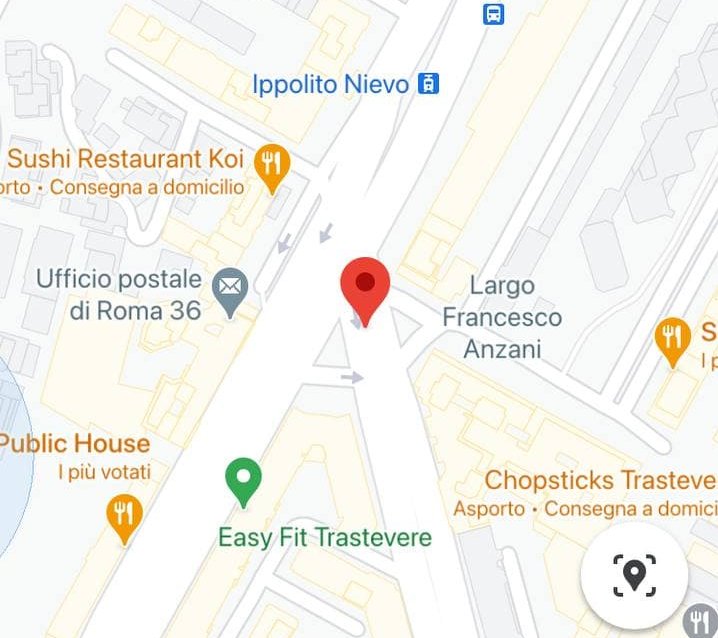 Ippolito Nievo
Sushi Restaurant Koi
orto • Consegna a domicilio
Ufficio postale
di Roma 36
Largo
Francesco
Anzani
S
I p
Public House
I più votati
Chopsticks Trasteve
Asporto • Consegna a domici
Easy Fit Trastevere